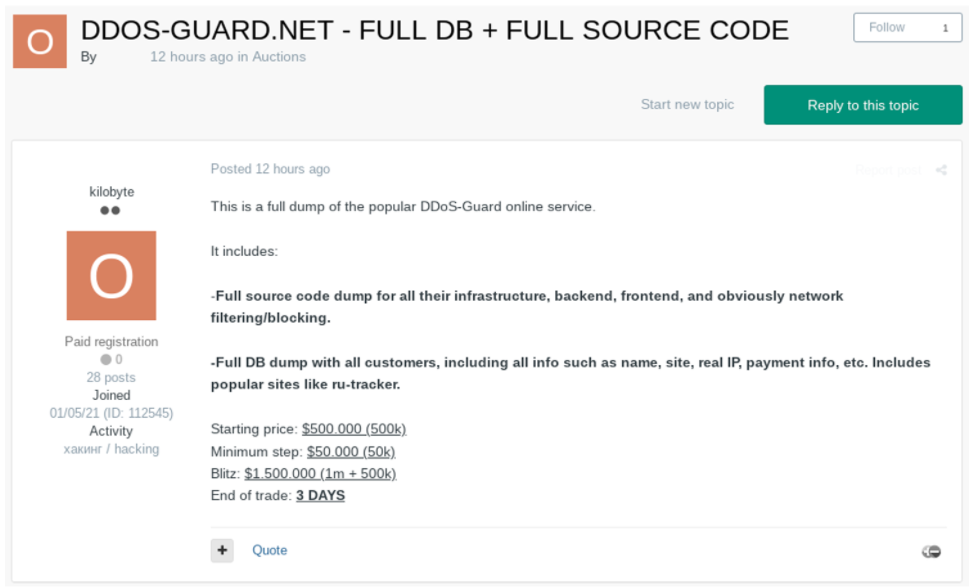 O
DDOS-GUARD.NET - FULL DB + FULL SOURCE CODE
Follow 1
By 12 hours ago in Auctions
Start new topic
Reply to this topic
Posted 12 hours ago
kilobyte
This is a full dump of the popular DDoS-Guard online service.
O
It includes:
-Full source code dump for all their infrastructure, backend, frontend, and obviously network
filtering/blocking.
Paid registration
0
28 posts
Joined
01/05/21 (ID: 112545)
Activity
хакинг / hacking
-Full DB dump with all customers, including all info such as name, site, real IP, payment info, etc. Includes
popular sites like ru-tracker.
Starting price: $500.000 (500k)
Minimum step: $50.000 (50k)
Blitz: $1.500.000 (1m + 500k)
End of trade: 3 DAYS
+ Quote